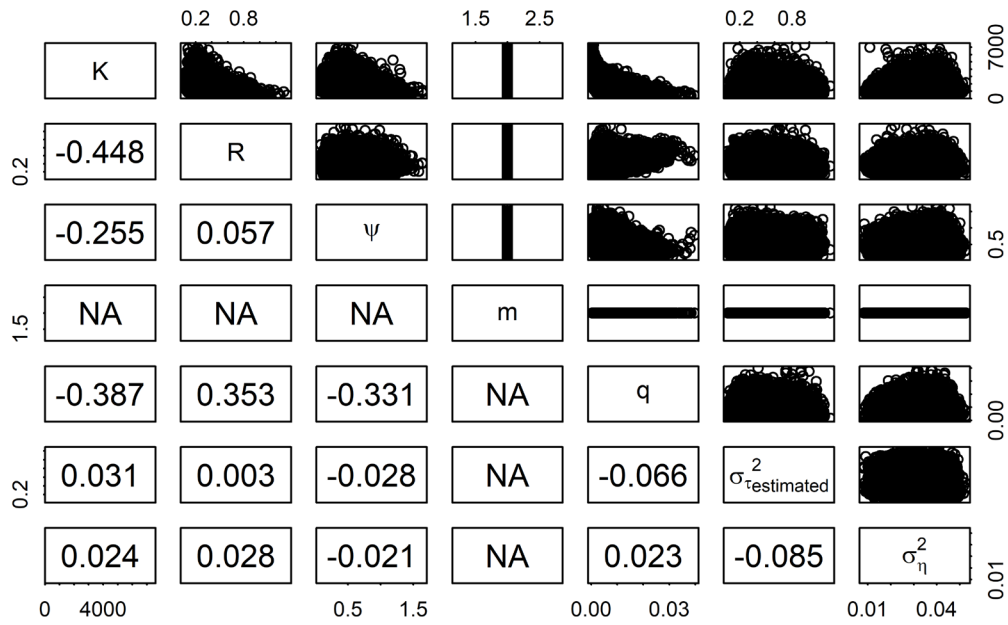 0.2 0.8 1.5 2.5 0.2 0.8
K 0 7000
-0.448 R 0.2
-0.255 0.057 ψ 0.5
NA NA NA m 1.5
-0.387 0.353 -0.331 NA q 0.00
0.031 0.003 -0.028 NA -0.066 σ²τestimated 0.2
0.024 0.028 -0.021 NA 0.023 -0.085 σ²η 0.01
0 4000 0.5 1.5 0.00 0.03 0.01 0.04